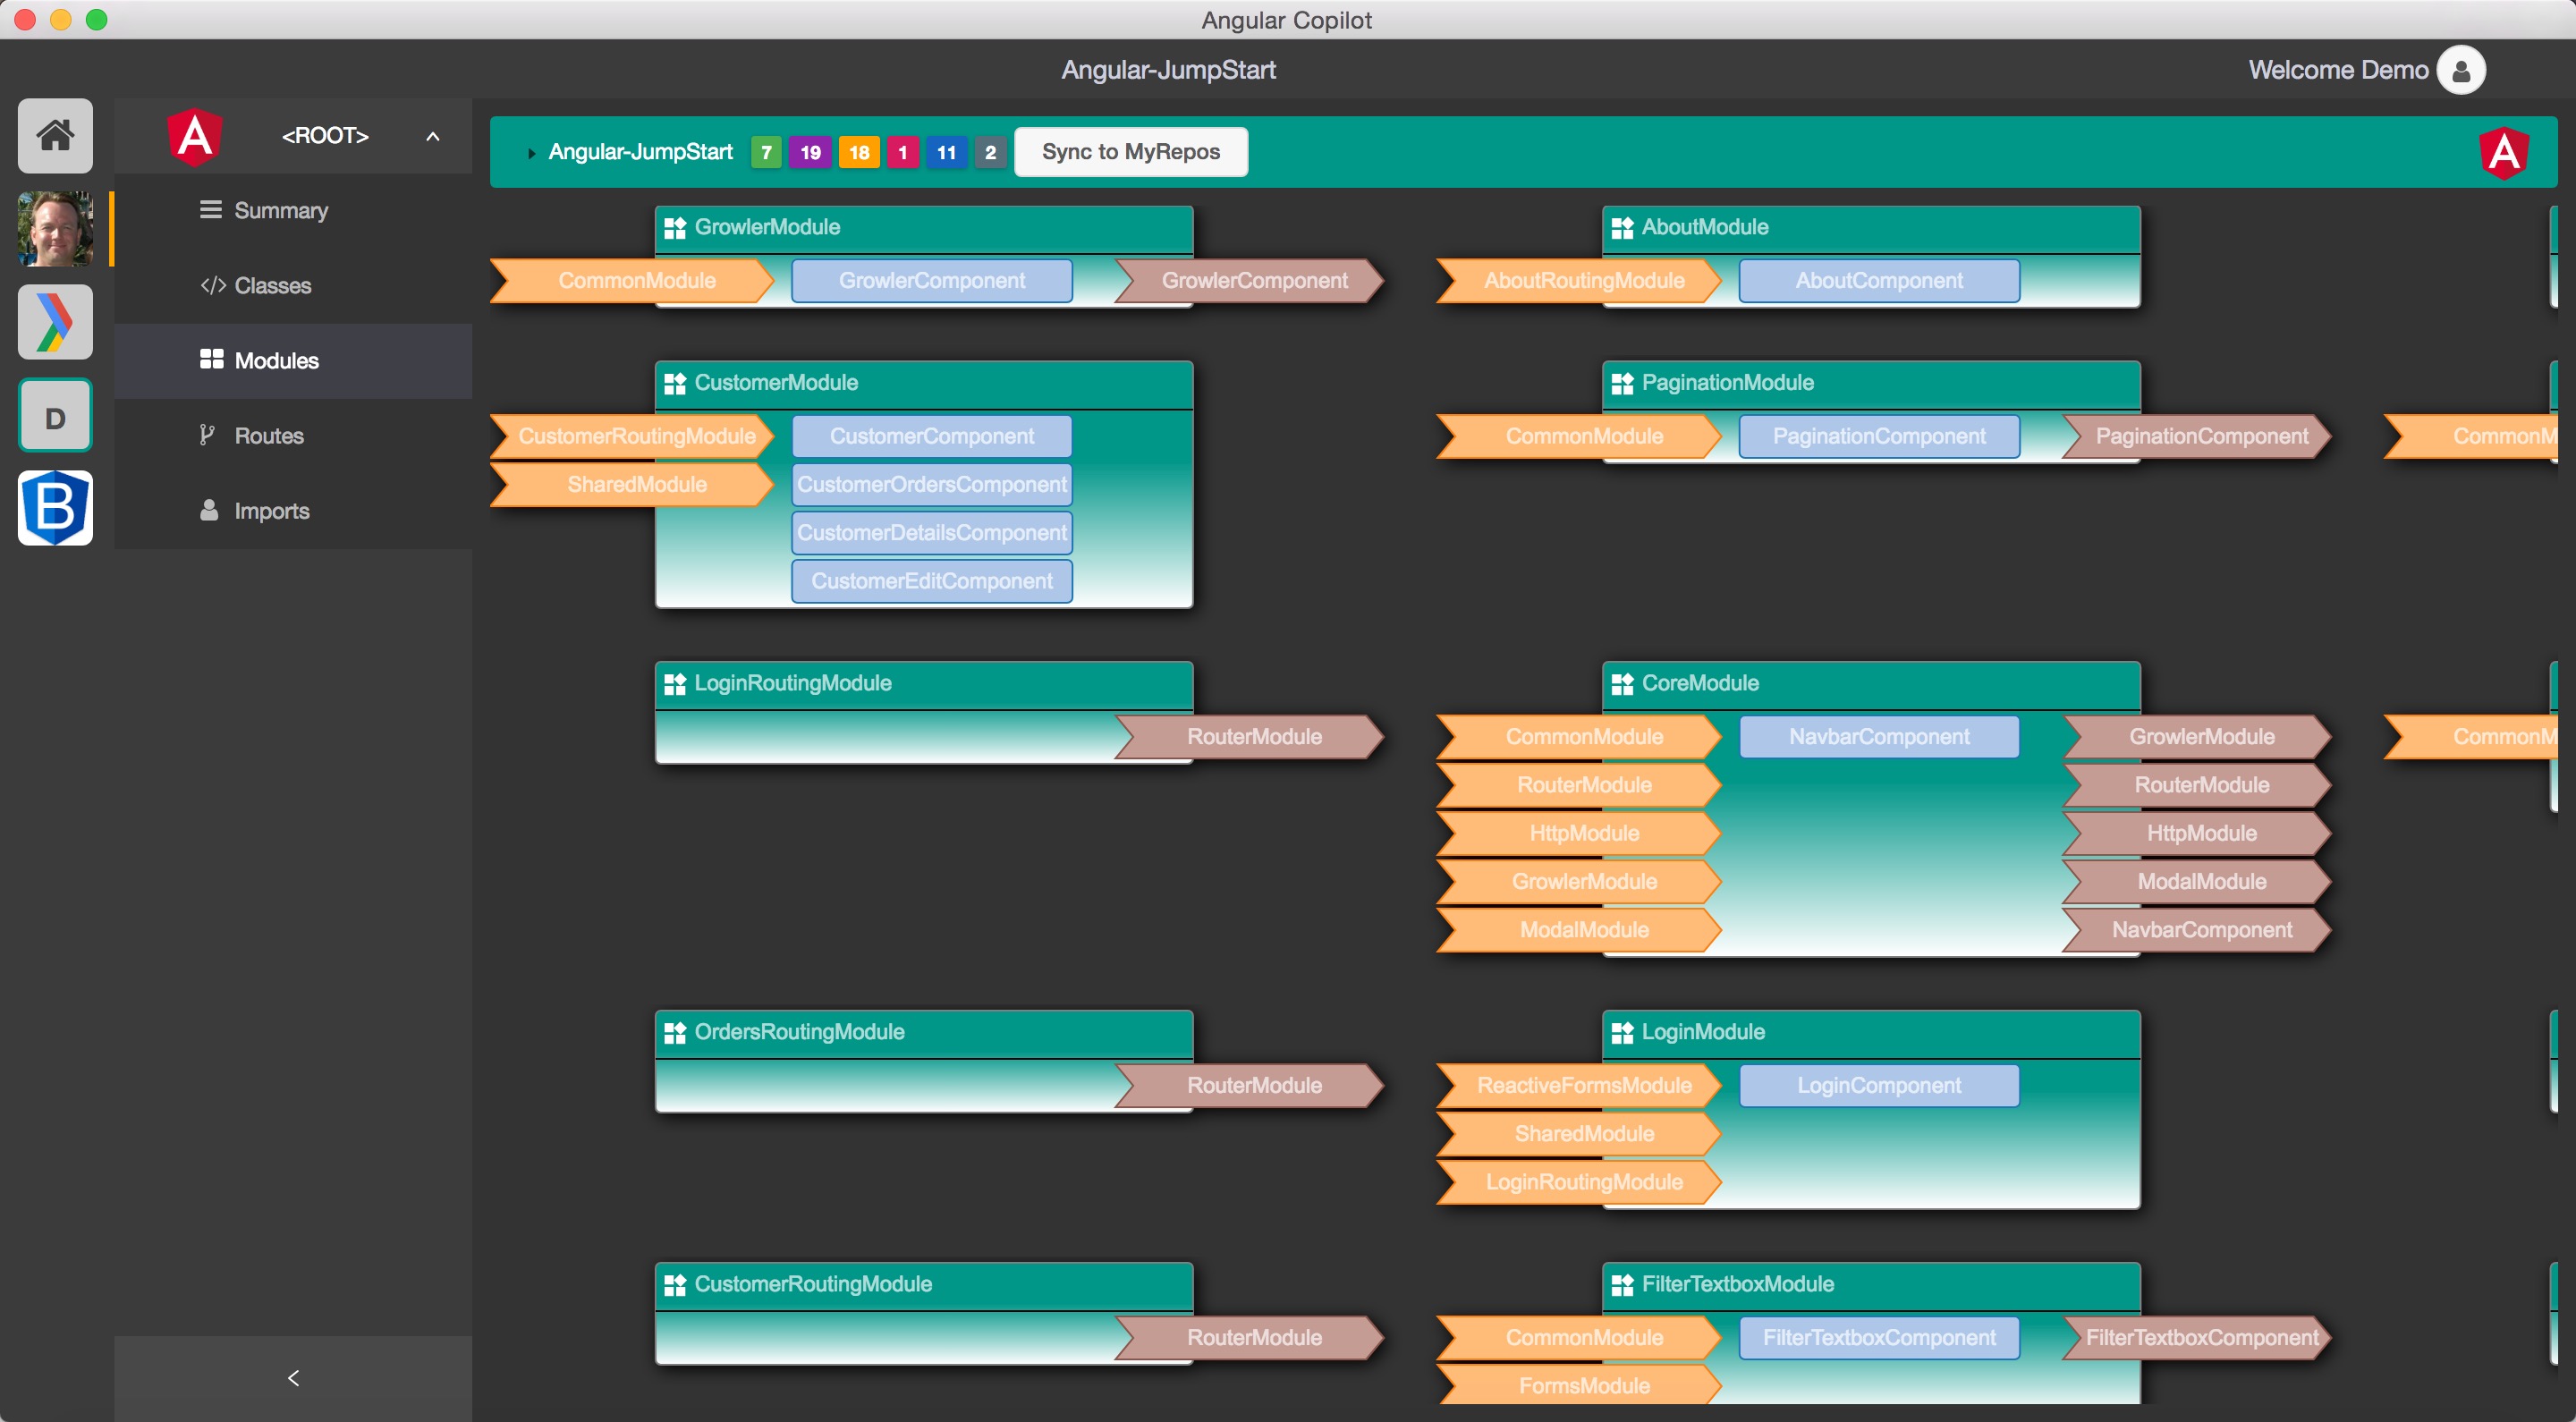 Angular Copilot
Angular-JumpStart
Welcome Demo
<ROOT>
Summary
</> Classes
Modules
Routes
Imports
D
B
Angular-JumpStart 7 19 18 1 11 2 Sync to MyRepos
GrowlerModule
CommonModule GrowlerComponent GrowlerComponent
AboutModule
AboutRoutingModule AboutComponent
CustomerModule
CustomerRoutingModule CustomerComponent
SharedModule CustomerOrdersComponent
CustomerDetailsComponent
CustomerEditComponent
PaginationModule
CommonModule PaginationComponent PaginationComponent
CommonM
LoginRoutingModule
RouterModule
CoreModule
CommonModule NavbarComponent GrowlerModule
RouterModule RouterModule
HttpModule HttpModule
GrowlerModule ModalModule
ModalModule NavbarComponent
CommonM
OrdersRoutingModule
RouterModule
LoginModule
ReactiveFormsModule LoginComponent
SharedModule
LoginRoutingModule
CustomerRoutingModule
RouterModule
FilterTextboxModule
CommonModule FilterTextboxComponent FilterTextboxComponent
FormsModule